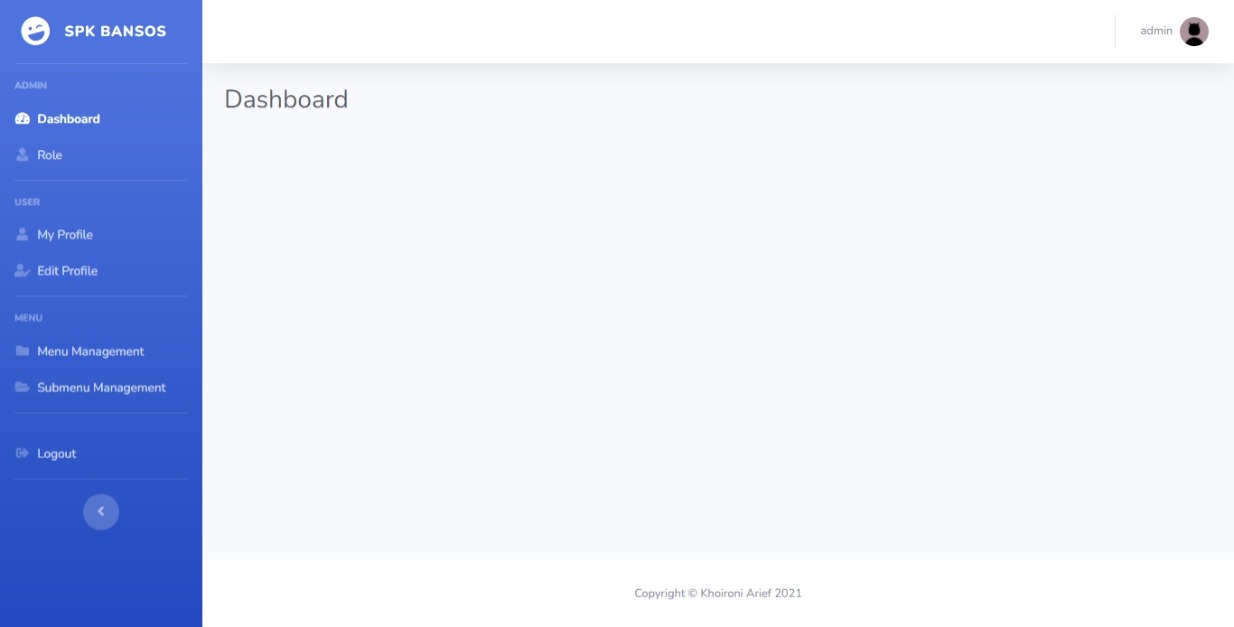 SPK BANSOS
admin
ADMIN
Dashboard
Role
USER
My Profile
Edit Profile
MENU
Menu Management
Submenu Management
Logout
Dashboard
Copyright © Khoironi Arief 2021